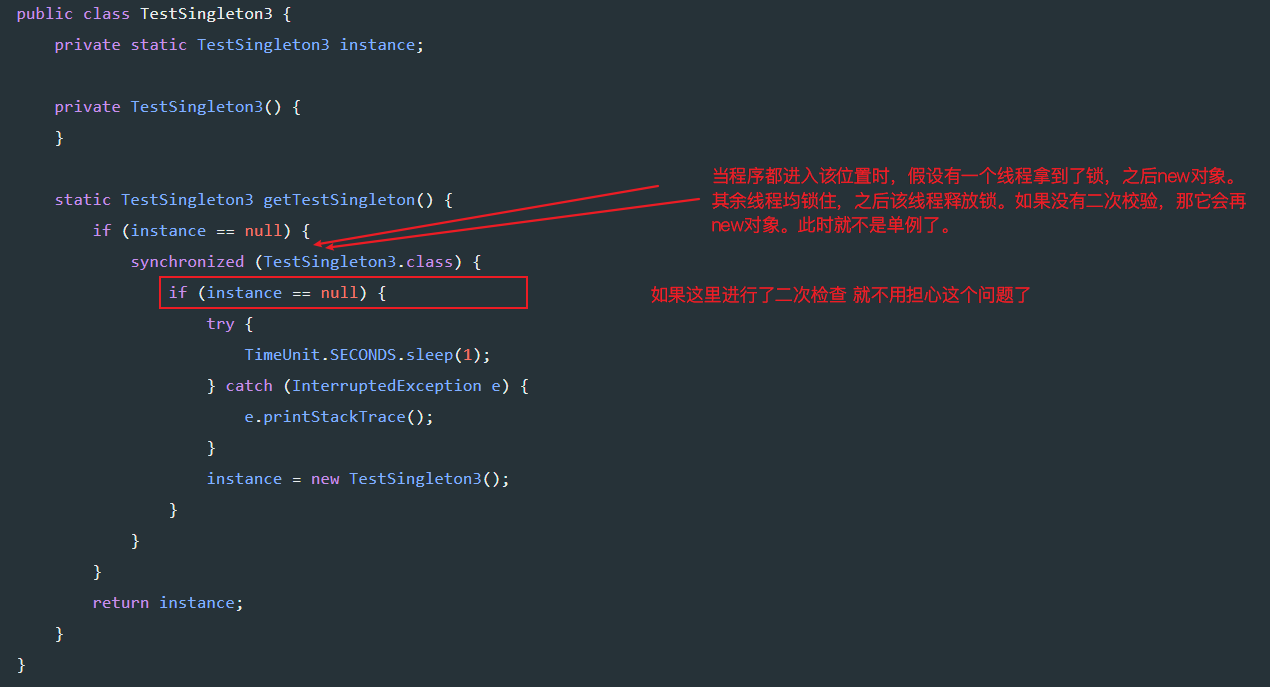 public class TestSingleton3 {
private static TestSingleton3 instance;
private TestSingleton3() {
}
static TestSingleton3 getTestSingleton() {
if (instance == null) {
synchronized (TestSingleton3.class) {
if (instance == null) {
try {
TimeUnit.SECONDS.sleep(1);
} catch (InterruptedException e) {
e.printStackTrace();
}
instance = new TestSingleton3();
}
}
}
return instance;
}
}
当程序都进入该位置时，假设有一个线程拿到了锁，之后new对象。
其余线程均锁住，之后该线程释放锁。如果没有二次校验，那它会再
new对象。此时就不是单例了。
如果这里进行了二次检查 就不用担心这个问题了